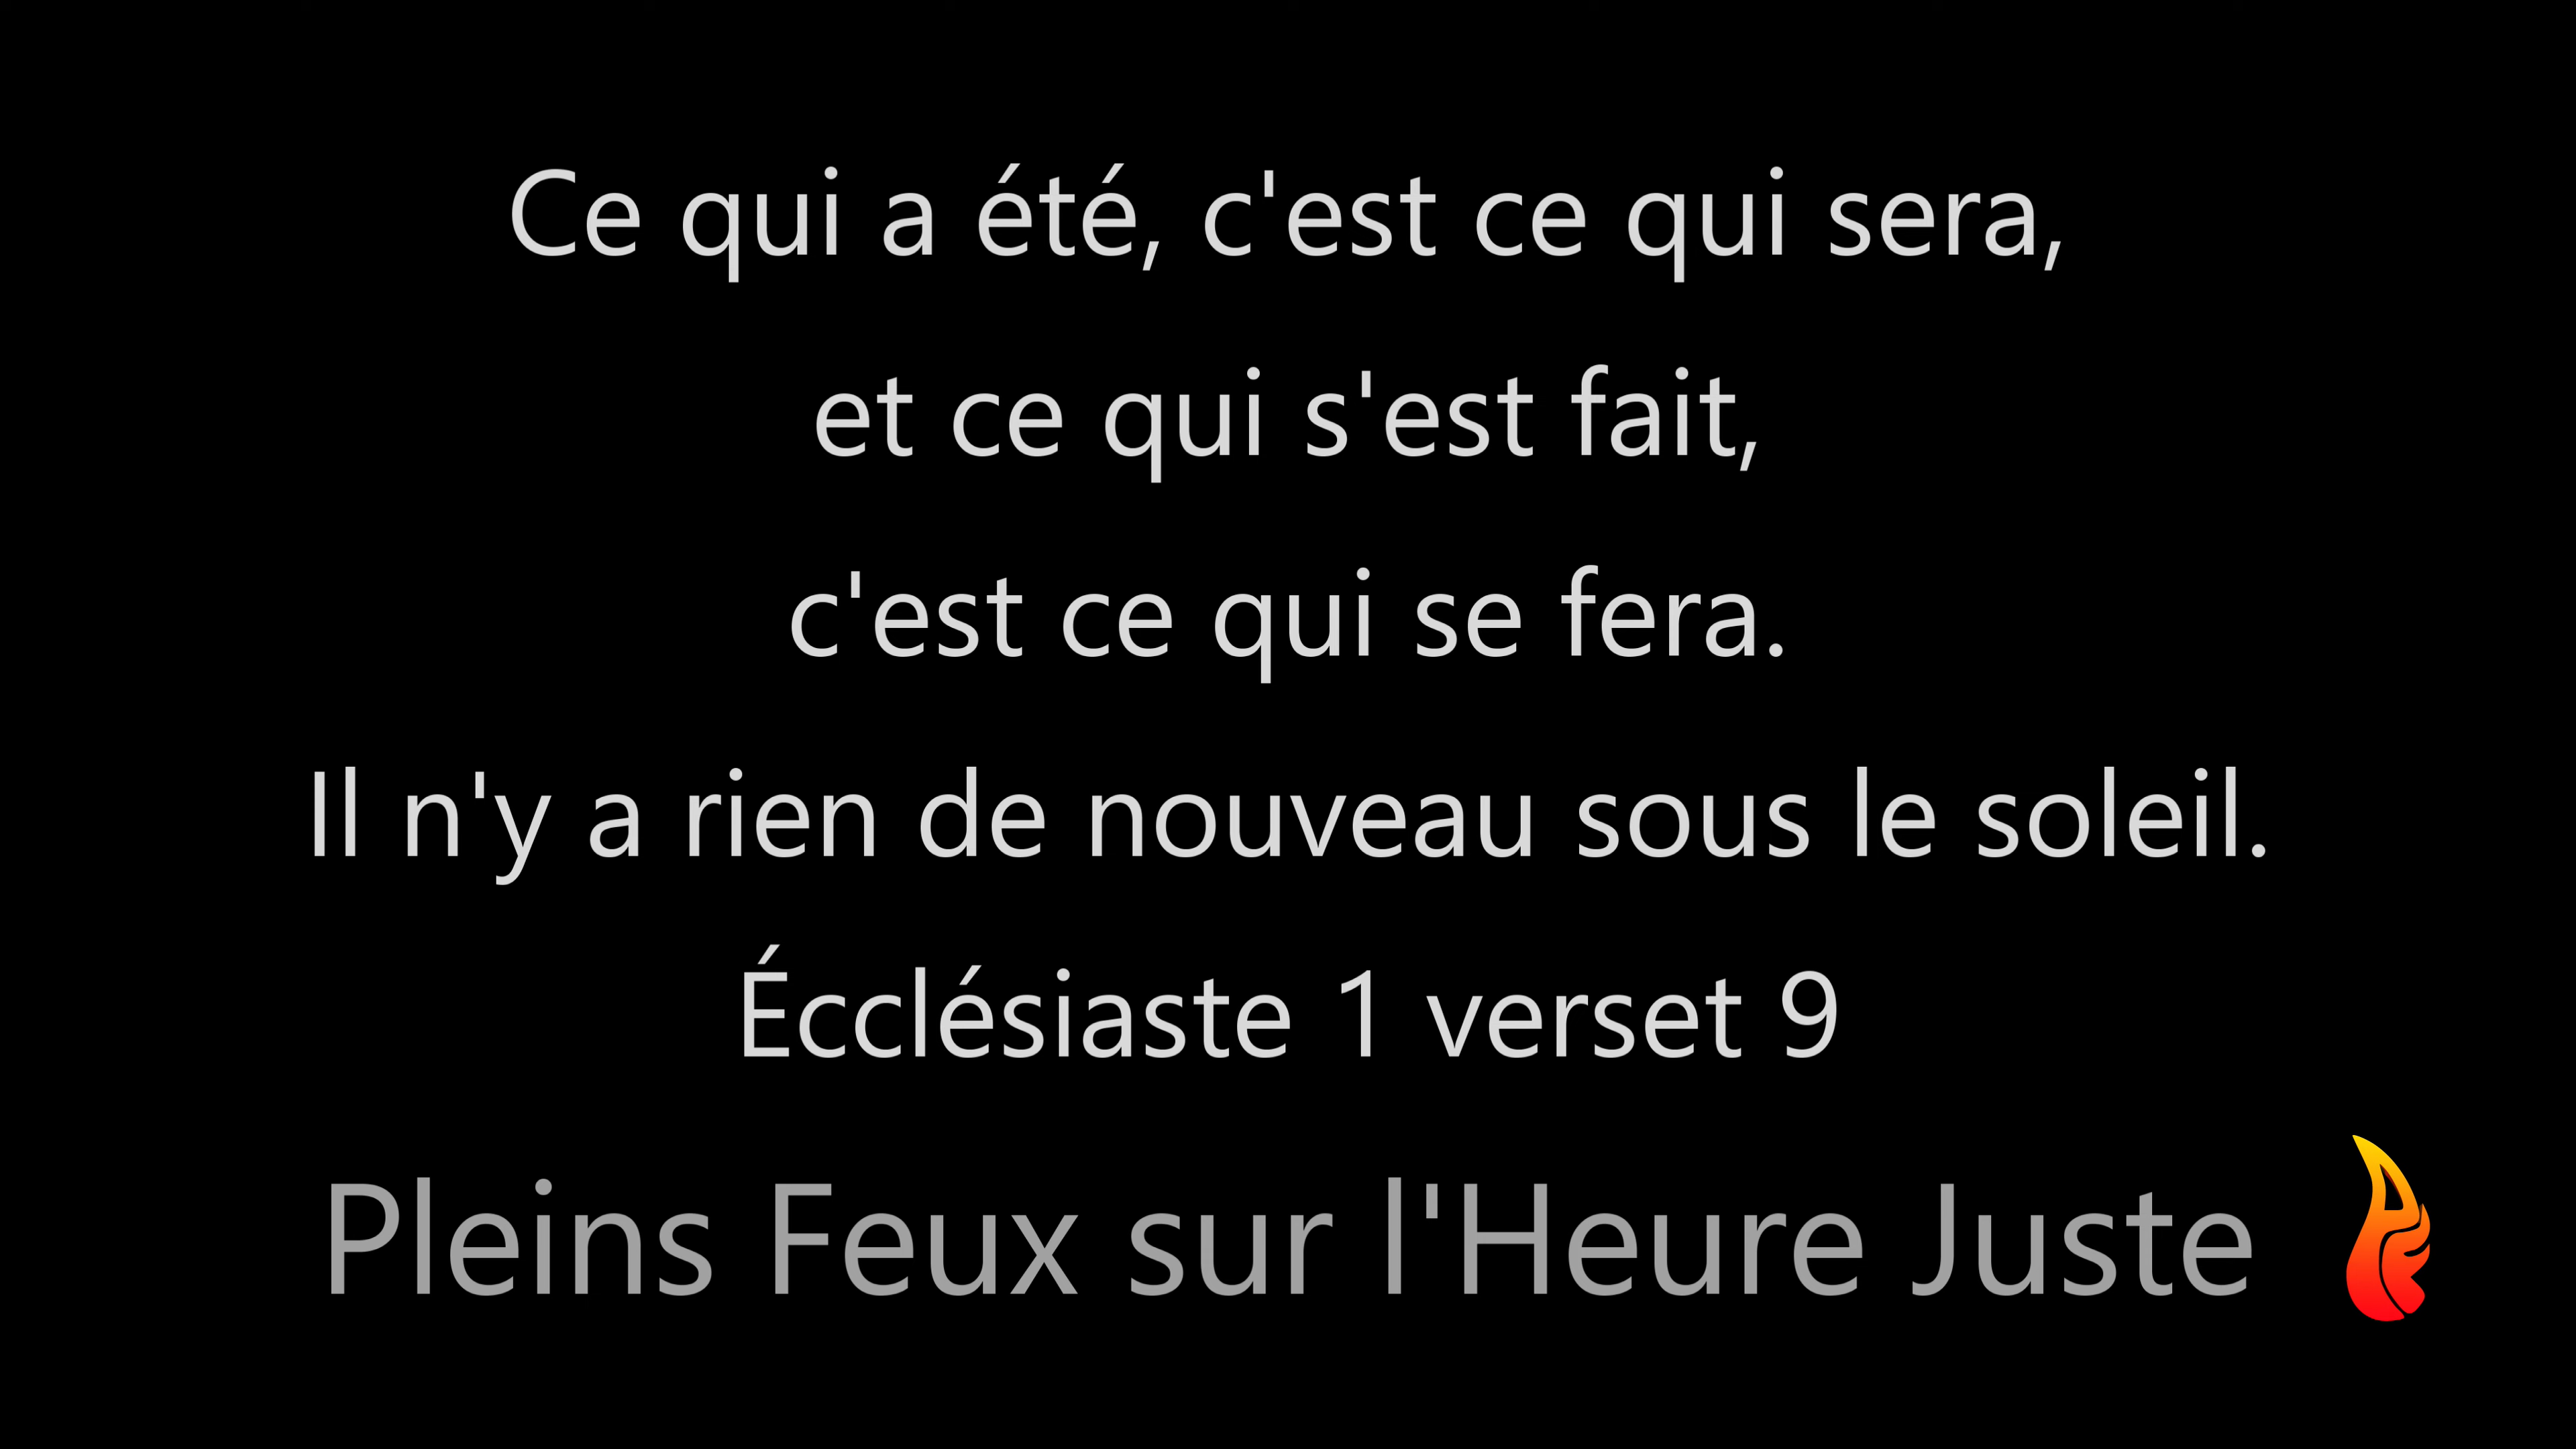 Ce qui a été, c'est ce qui sera,
et ce qui s'est fait,
c'est ce qui se fera.
Il n'y a rien de nouveau sous le soleil.
Écclésiaste 1 verset 9
Pleins Feux sur l'Heure Juste